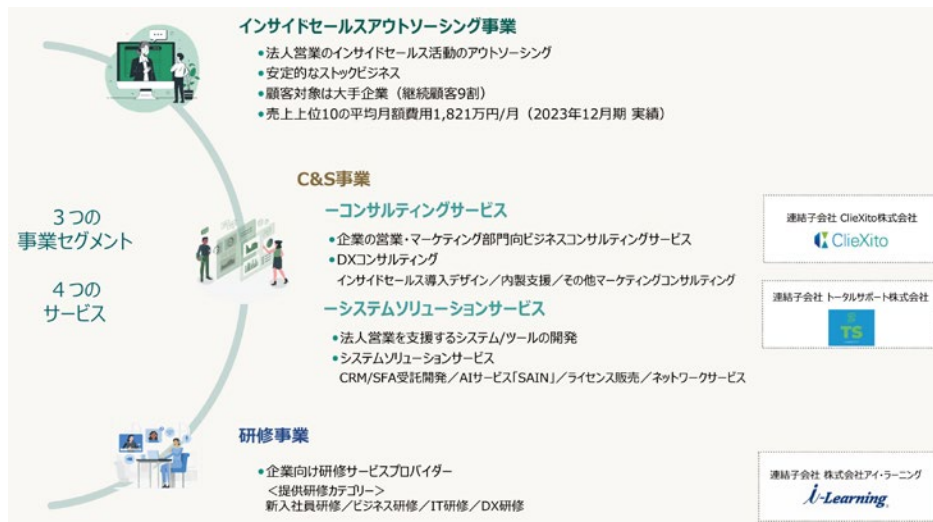 インサイドセールスアウトソーシング事業
●法人営業のインサイドセールス活動のアウトソーシング
●安定的なストックビジネス
●顧客対象は大手企業（継続顧客9割）
●売上上位10の平均月額費用1,821万円/月（2023年12月期 実績）
3つの
事業セグメント
4つの
サービス
C&S事業
ーコンサルティングサービス
●企業の営業・マーケティング部門向ビジネスコンサルティングサービス
●DXコンサルティング
インサイドセールス導入デザイン／内製支援／その他マーケティングコンサルティング
連結子会社 ClieXito株式会社
ClieXito
ーシステムソリューションサービス
●法人営業を支援するシステム/ツールの開発
●システムソリューションサービス
CRM/SFA受託開発／AIサービス「SAIN」／ライセンス販売／ネットワークサービス
連結子会社 トータルサポート株式会社
S
TS
研修事業
●企業向け研修サービスプロバイダー
＜提供研修カテゴリー＞
新入社員研修／ビジネス研修／IT研修／DX研修
連結子会社 株式会社アイ・ラーニング
i-Learning